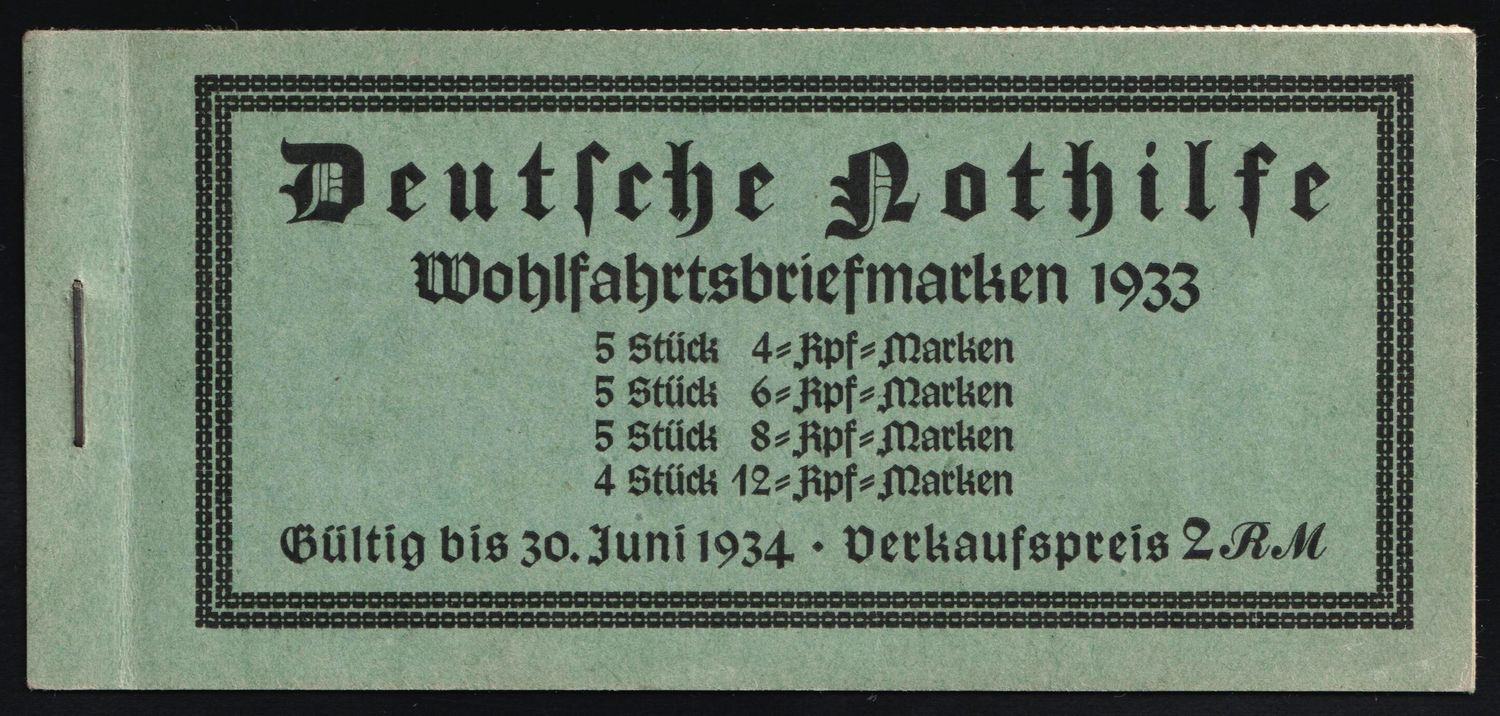 Deutſche Nothilfe
Wohlfahrtsbriefmarken 1933
5 Stück 4=Rpf=Marken
5 Stück 6=Rpf=Marken
5 Stück 8=Rpf=Marken
4 Stück 12=Rpf=Marken
Gültig bis 30. Juni 1934 · Verkaufspreis 2 RM